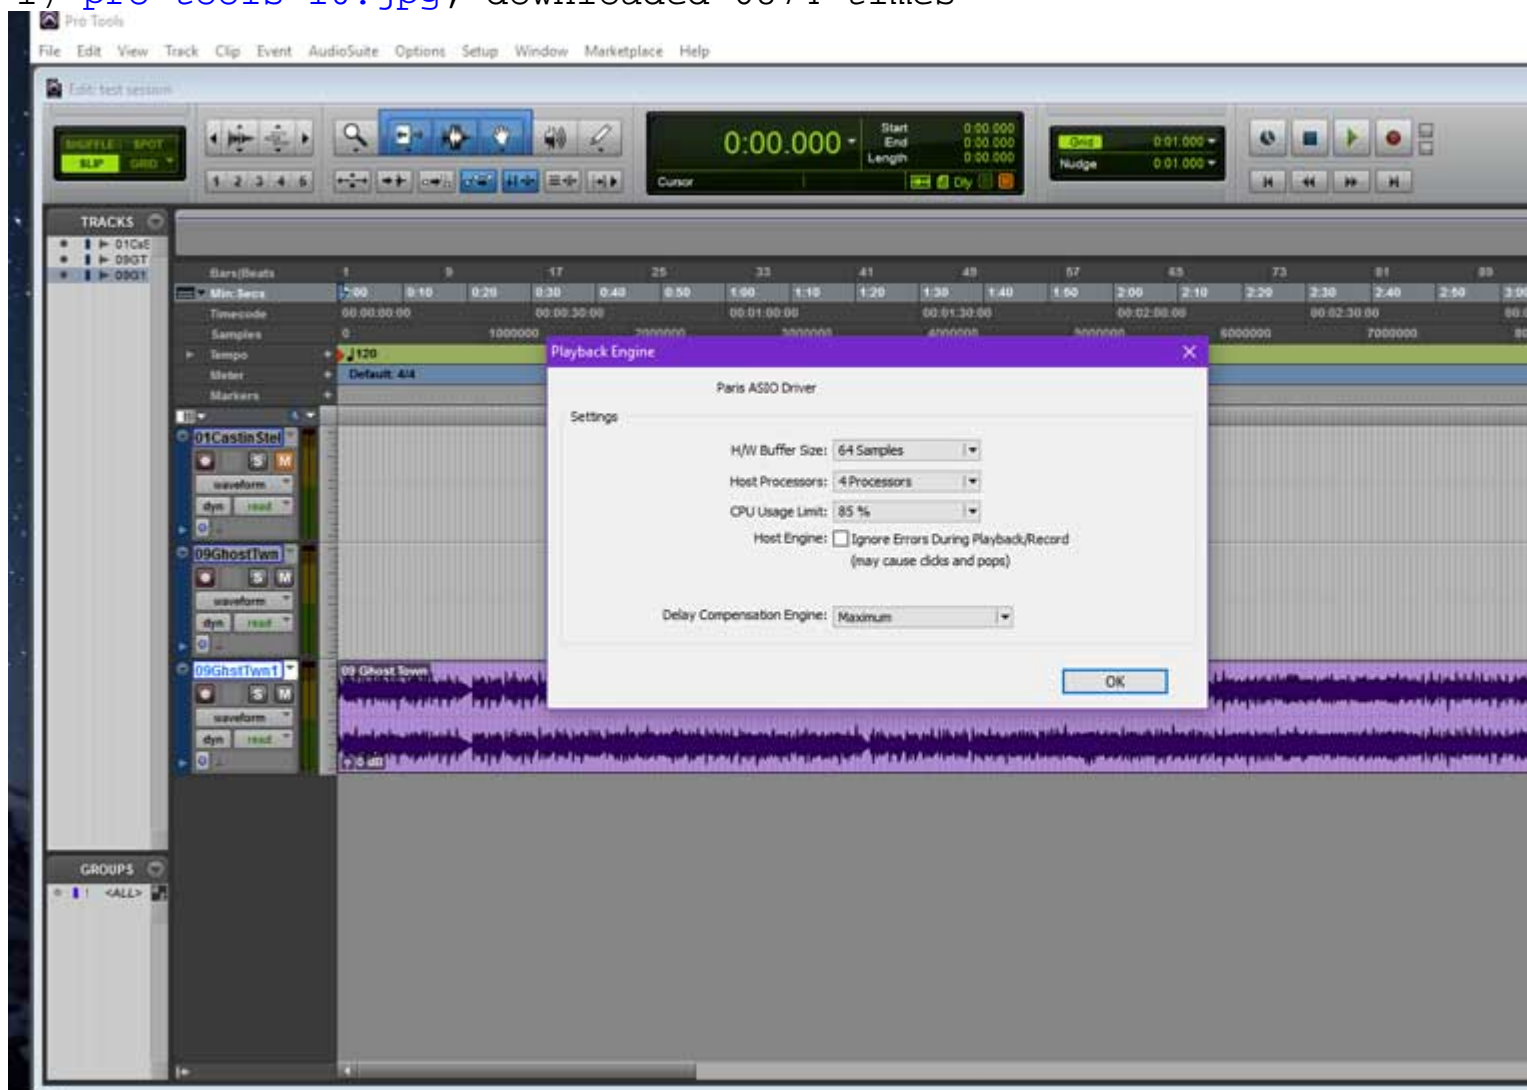 Pro Tools
File Edit View Track Clip Event AudioSuite Options Setup Window Marketplace Help
Edit: test session
SHUFFLE SPOT
SLIP GRID
1 2 3 4 5
0:00.000
Start 0:00.000
End 0:00.000
Length 0:00.000
Cursor
Dly
Grid 0:01.000
Nudge 0:01.000
TRACKS
01CsS
09GT
09GT
Bars|Beats 1 9 17 25 33 41 49 57 65 73 81 89
Min:Secs 0:00 0:10 0:20 0:30 0:40 0:50 1:00 1:10 1:20 1:30 1:40 1:50 2:00 2:10 2:20 2:30 2:40 2:50
Timecode 00:00:00:00 00:00:30:00 00:01:00:00 00:01:30:00 00:02:00:00 00:02:30:00
Samples 0 1000000 2000000 3000000 4000000 5000000 6000000 7000000
Tempo 120
Meter Default: 4/4
Markers
Playback Engine
Paris ASIO Driver
Settings
H/W Buffer Size: 64 Samples
Host Processors: 4 Processors
CPU Usage Limit: 85 %
Host Engine: Ignore Errors During Playback/Record
(may cause clicks and pops)
Delay Compensation Engine: Maximum
OK
01CastinStel
S M
waveform
dyn read
09GhostTwn
S M
waveform
dyn read
09GhstTwn1
S M
waveform
dyn read
09 Ghost Town
0 dB
GROUPS
! <ALL>